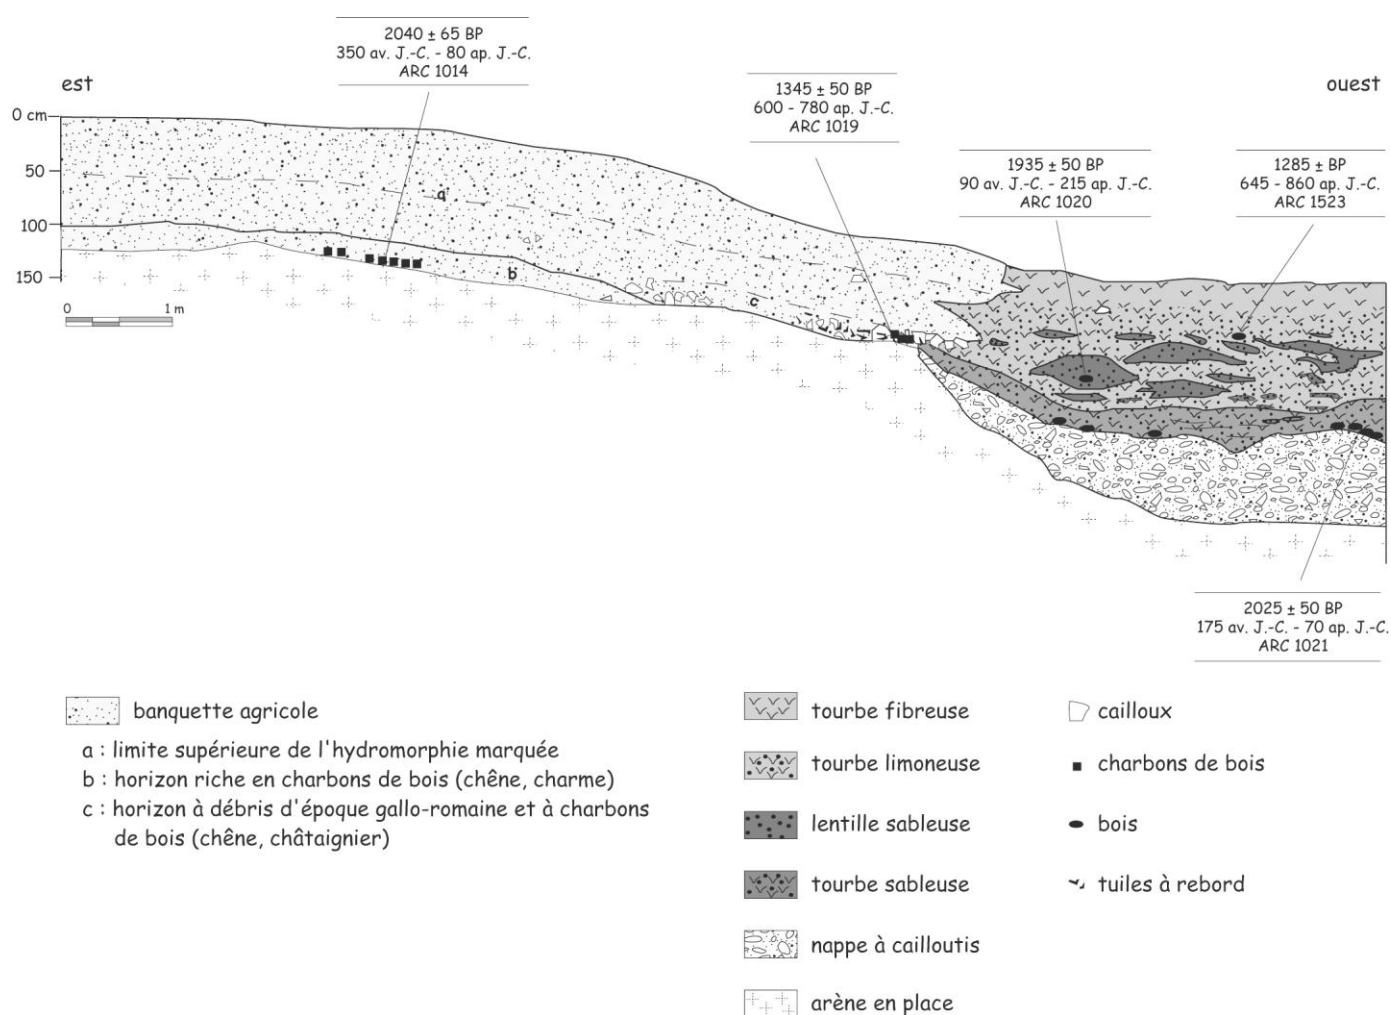 2040 ± 65 BP
350 av. J.-C. - 80 ap. J.-C.
ARC 1014
est
ouest
1345 ± 50 BP
600 - 780 ap. J.-C.
ARC 1019
0 cm
1935 ± 50 BP
90 av. J.-C. - 215 ap. J.-C.
ARC 1020
1285 ± BP
645 - 860 ap. J.-C.
ARC 1523
50
a
100
b
150
c
0 1 m
2025 ± 50 BP
175 av. J.-C. - 70 ap. J.-C.
ARC 1021
banquette agricole
a : limite supérieure de l'hydromorphie marquée
b : horizon riche en charbons de bois (chêne, charme)
c : horizon à débris d'époque gallo-romaine et à charbons
de bois (chêne, châtaignier)
tourbe fibreuse
tourbe limoneuse
lentille sableuse
tourbe sableuse
nappe à cailloutis
arène en place
cailloux
charbons de bois
bois
tuiles à rebord